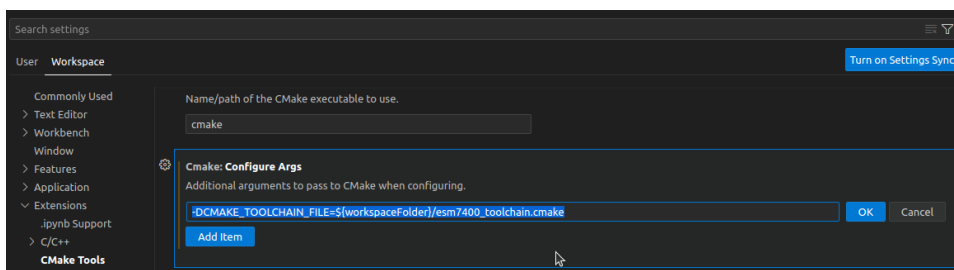 Search settings
User Workspace
Turn on Settings Sync
Commonly Used
Text Editor
Workbench
Window
Features
Application
Extensions
.ipynb Support
C/C++
CMake Tools
Name/path of the CMake executable to use.
cmake
Cmake: Configure Args
Additional arguments to pass to CMake when configuring.
-DCMAKE_TOOLCHAIN_FILE=${workspaceFolder}/esm7400_toolchain.cmake
OK Cancel
Add Item